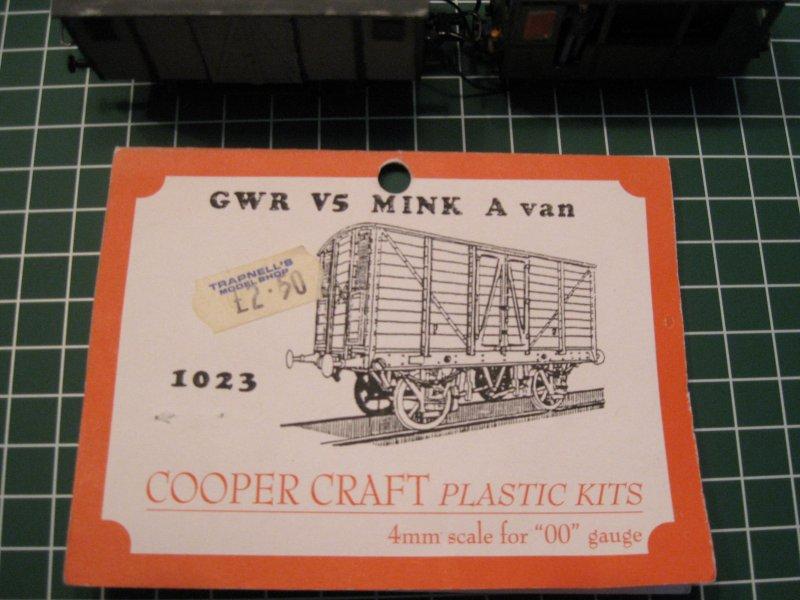 GWR V5 MINK A van
TRAPNELL'S
MODEL SHOP
£2.50
1023
COOPER CRAFT PLASTIC KITS
4mm scale for "00" gauge